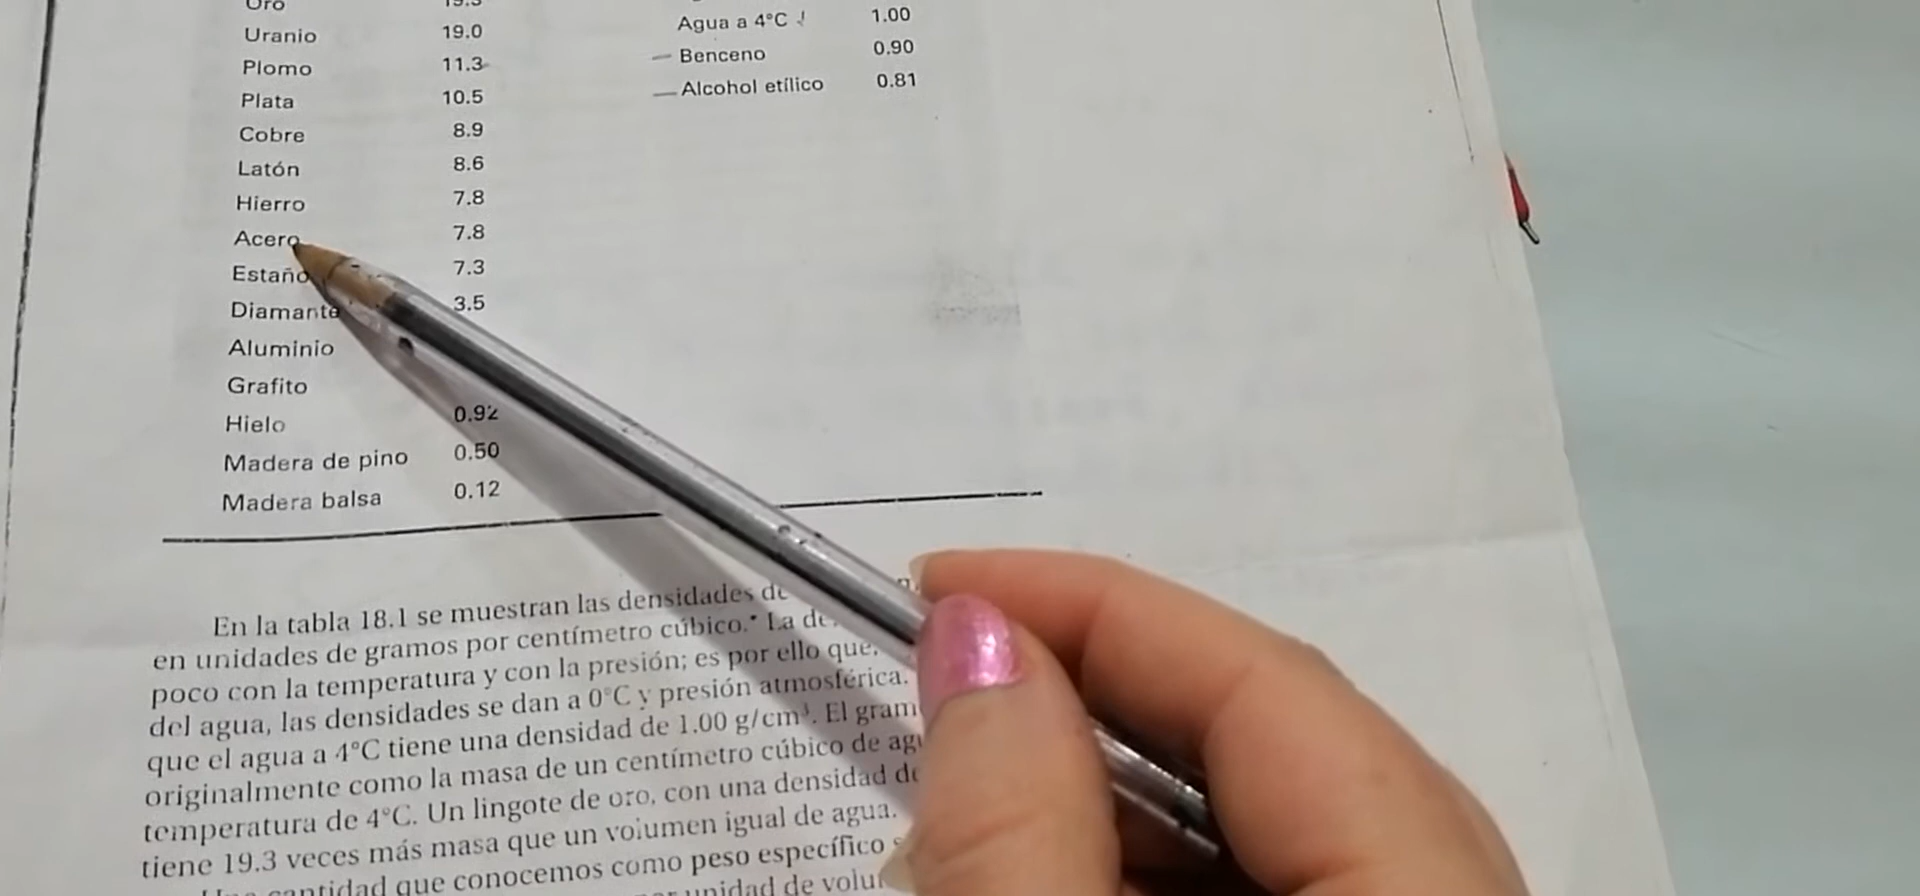 Oro 19.3
Uranio 19.0
Plomo 11.3
Plata 10.5
Cobre 8.9
Latón 8.6
Hierro 7.8
Acero 7.8
Estaño 7.3
Diamante 3.5
Aluminio
Grafito
Hielo 0.92
Madera de pino 0.50
Madera balsa 0.12
Agua a 4°C 1.00
Benceno 0.90
Alcohol etílico 0.81
En la tabla 18.1 se muestran las densidades
en unidades de gramos por centímetro cúbico.* La
poco con la temperatura y con la presión; es por ello que
del agua, las densidades se dan a 0°C y presión atmosférica.
que el agua a 4°C tiene una densidad de 1.00 g/cm³. El
originalmente como la masa de un centímetro cúbico de
temperatura de 4°C. Un lingote de oro, con una densidad
tiene 19.3 veces más masa que un volumen igual de agua.
cantidad que conocemos como peso específico
unidad de